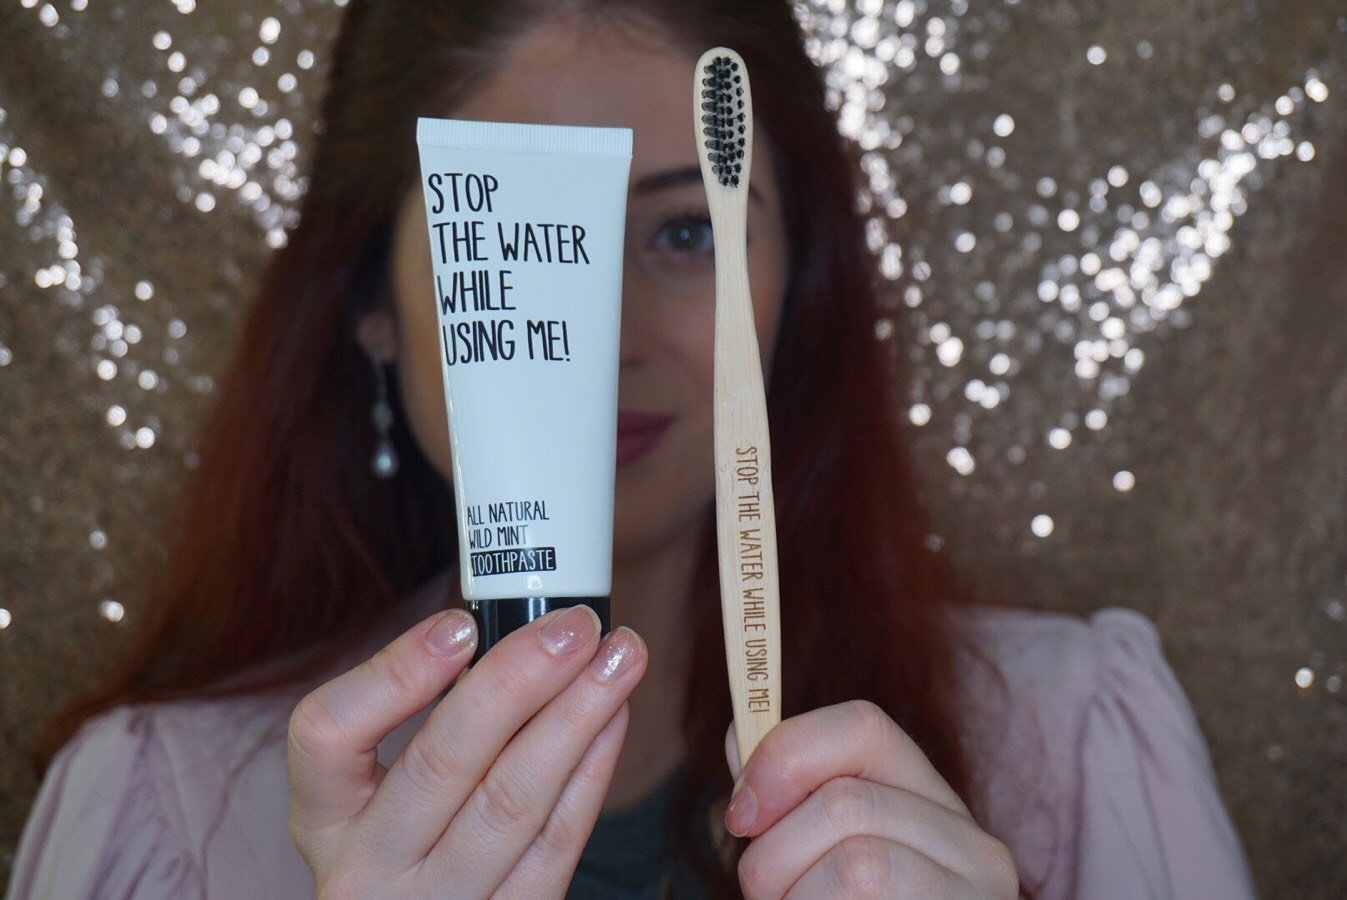 STOP
THE WATER
WHILE
USING ME!
ALL NATURAL
WILD MINT
TOOTHPASTE
STOP THE WATER WHILE USING ME!